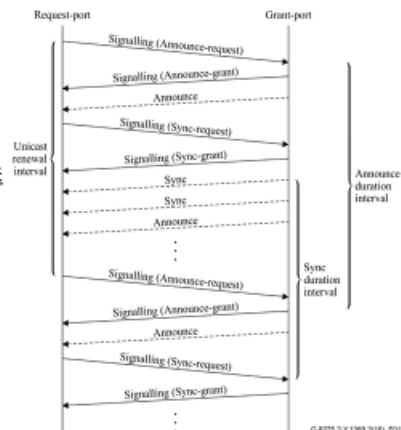 Request-port
Grant-port
Signalling (Announce-request)
Signalling (Announce-grant)
Announce
Signalling (Sync-request)
Signalling (Sync-grant)
Sync
Sync
Announce
Signalling (Announce-request)
Signalling (Announce-grant)
Announce
Signalling (Sync-request)
Signalling (Sync-grant)
Unicast
renewal
interval
Announce
duration
interval
Sync
duration
interval